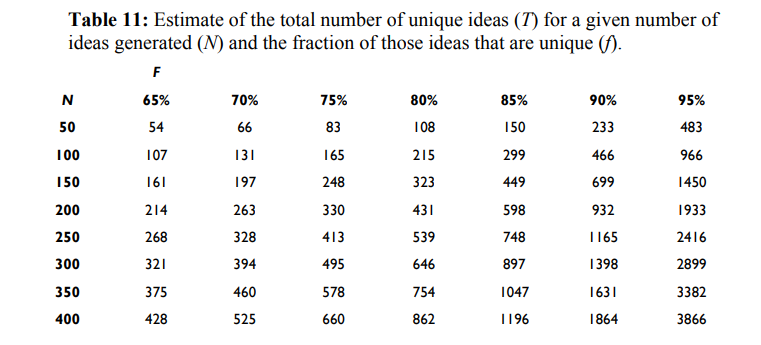 Table 11: Estimate of the total number of unique ideas (T) for a given number of
ideas generated (N) and the fraction of those ideas that are unique (f).
F
N 65% 70% 75% 80% 85% 90% 95%
50 54 66 83 108 150 233 483
100 107 131 165 215 299 466 966
150 161 197 248 323 449 699 1450
200 214 263 330 431 598 932 1933
250 268 328 413 539 748 1165 2416
300 321 394 495 646 897 1398 2899
350 375 460 578 754 1047 1631 3382
400 428 525 660 862 1196 1864 3866